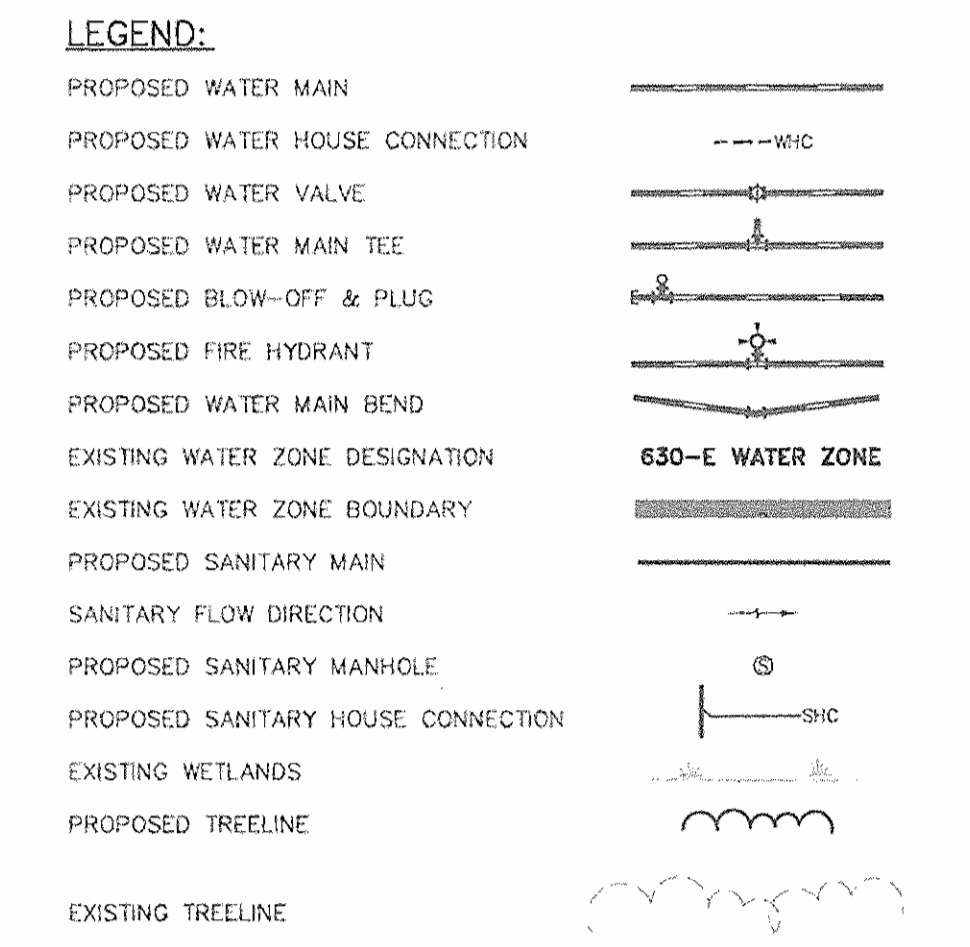 LEGEND:
PROPOSED WATER MAIN
PROPOSED WATER HOUSE CONNECTION WHC
PROPOSED WATER VALVE
PROPOSED WATER MAIN TEE
PROPOSED BLOW-OFF & PLUG
PROPOSED FIRE HYDRANT
PROPOSED WATER MAIN BEND
EXISTING WATER ZONE DESIGNATION 630-E WATER ZONE
EXISTING WATER ZONE BOUNDARY
PROPOSED SANITARY MAIN
SANITARY FLOW DIRECTION
PROPOSED SANITARY MANHOLE S
PROPOSED SANITARY HOUSE CONNECTION SHC
EXISTING WETLANDS
PROPOSED TREELINE
EXISTING TREELINE